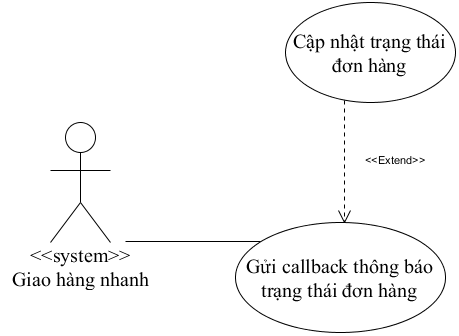 Cập nhật trạng thái
đơn hàng
<<Extend>>
<<system>>
Giao hàng nhanh
Gửi callback thông báo
trạng thái đơn hàng